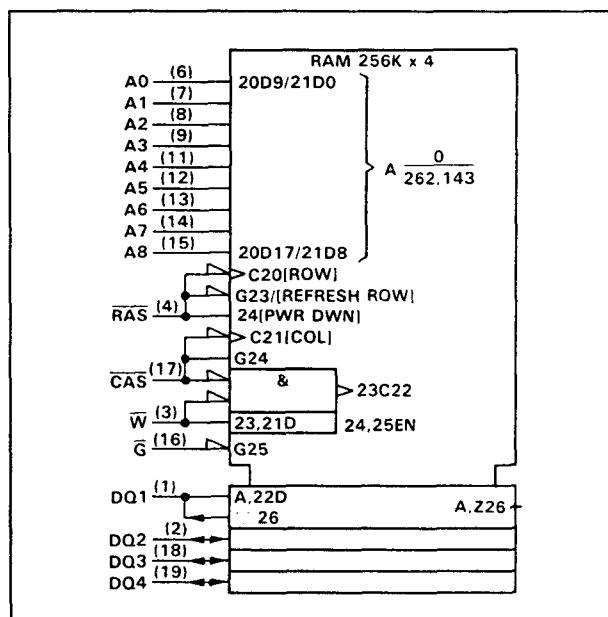 RAM 256K x 4
A0 (6) 20D9/21D0
A1 (7)
A2 (8)
A3 (9)
A4 (11)
A5 (12)
A6 (13)
A7 (14)
A8 (15) 20D17/21D8
A 0
262,143
C20[ROW]
G23/[REFRESH ROW]
RAS (4) 24[PWR DWN]
C21[COL]
G24
CAS (17) & 23C22
W (3) 23,21D 24,25EN
G (16) G25
DQ1 (1) A,22D A,Z26
26
DQ2 (2)
DQ3 (18)
DQ4 (19)